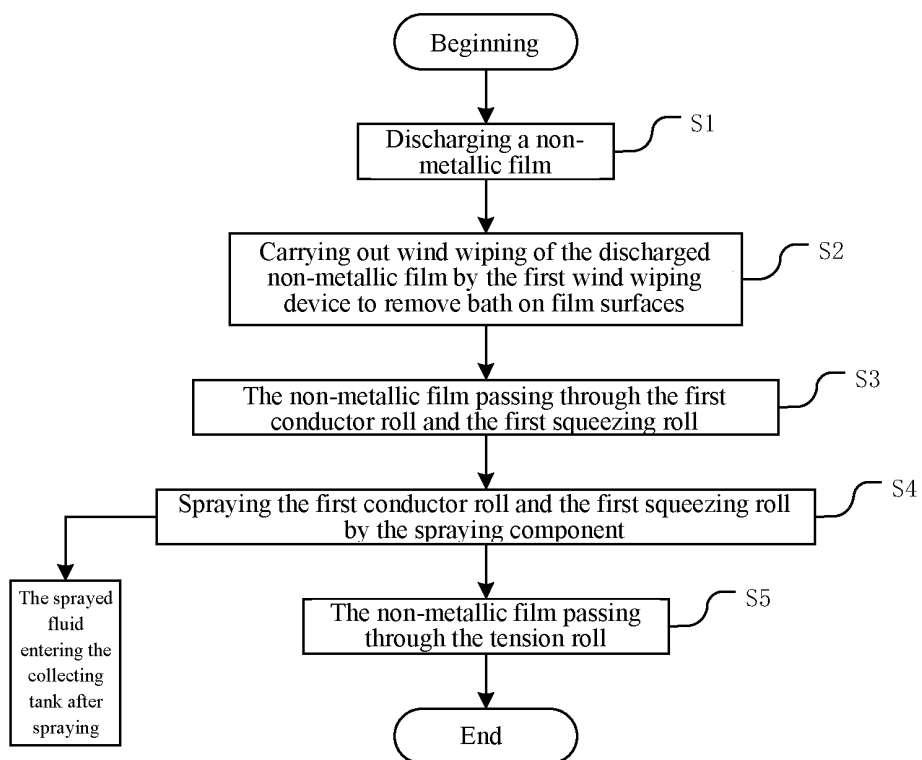 Beginning
Discharging a non-
metallic film
S1
Carrying out wind wiping of the discharged
non-metallic film by the first wind wiping
device to remove bath on film surfaces
S2
The non-metallic film passing through the first
conductor roll and the first squeezing roll
S3
Spraying the first conductor roll and the first squeezing roll
by the spraying component
S4
The sprayed
fluid
entering the
collecting
tank after
spraying
The non-metallic film passing
through the tension roll
S5
End